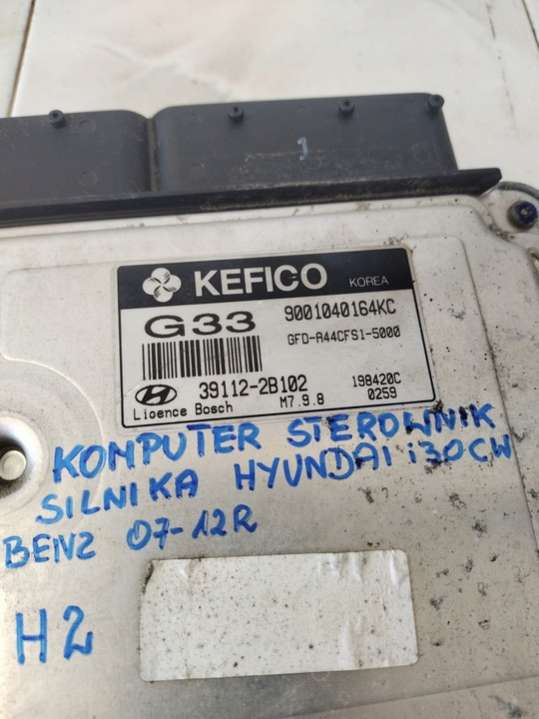 KEFICO KOREA
G33 9001040164KC
GFD-A44CFS1-5000
39112-2B102 198420C
Licence Bosch M7.9.8 0259
KOMPUTER STEROWNIK
SILNIKA HYUNDAI i30CW
BENZ 07-12R
H2